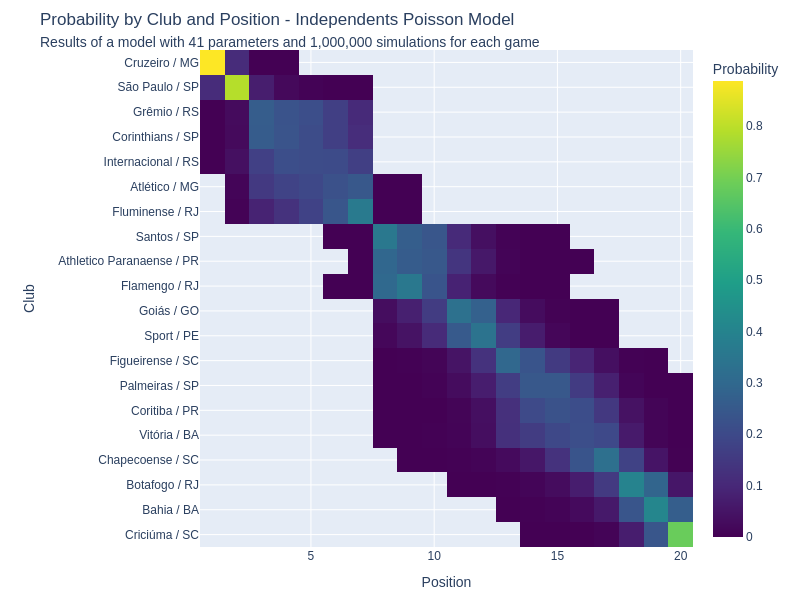 Probability by Club and Position - Independents Poisson Model
Results of a model with 41 parameters and 1,000,000 simulations for each game
Probability
Cruzeiro / MG
São Paulo / SP
Grêmio / RS
Corinthians / SP
Internacional / RS
Atlético / MG
Fluminense / RJ
Santos / SP
Athletico Paranaense / PR
Flamengo / RJ
Goiás / GO
Sport / PE
Figueirense / SC
Palmeiras / SP
Coritiba / PR
Vitória / BA
Chapecoense / SC
Botafogo / RJ
Bahia / BA
Criciúma / SC
Club
5 10 15 20
Position
0.8
0.7
0.6
0.5
0.4
0.3
0.2
0.1
0